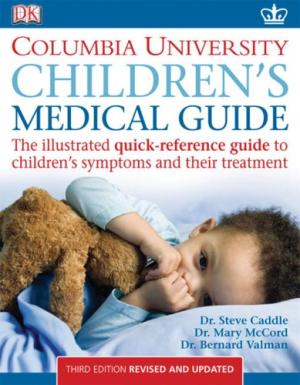 DK
COLUMBIA UNIVERSITY
CHILDREN'S
MEDICAL GUIDE
The illustrated quick-reference guide to
children's symptoms and their treatment
Dr. Steve Caddle
Dr. Mary McCord
Dr. Bernard Valman
THIRD EDITION REVISED AND UPDATED